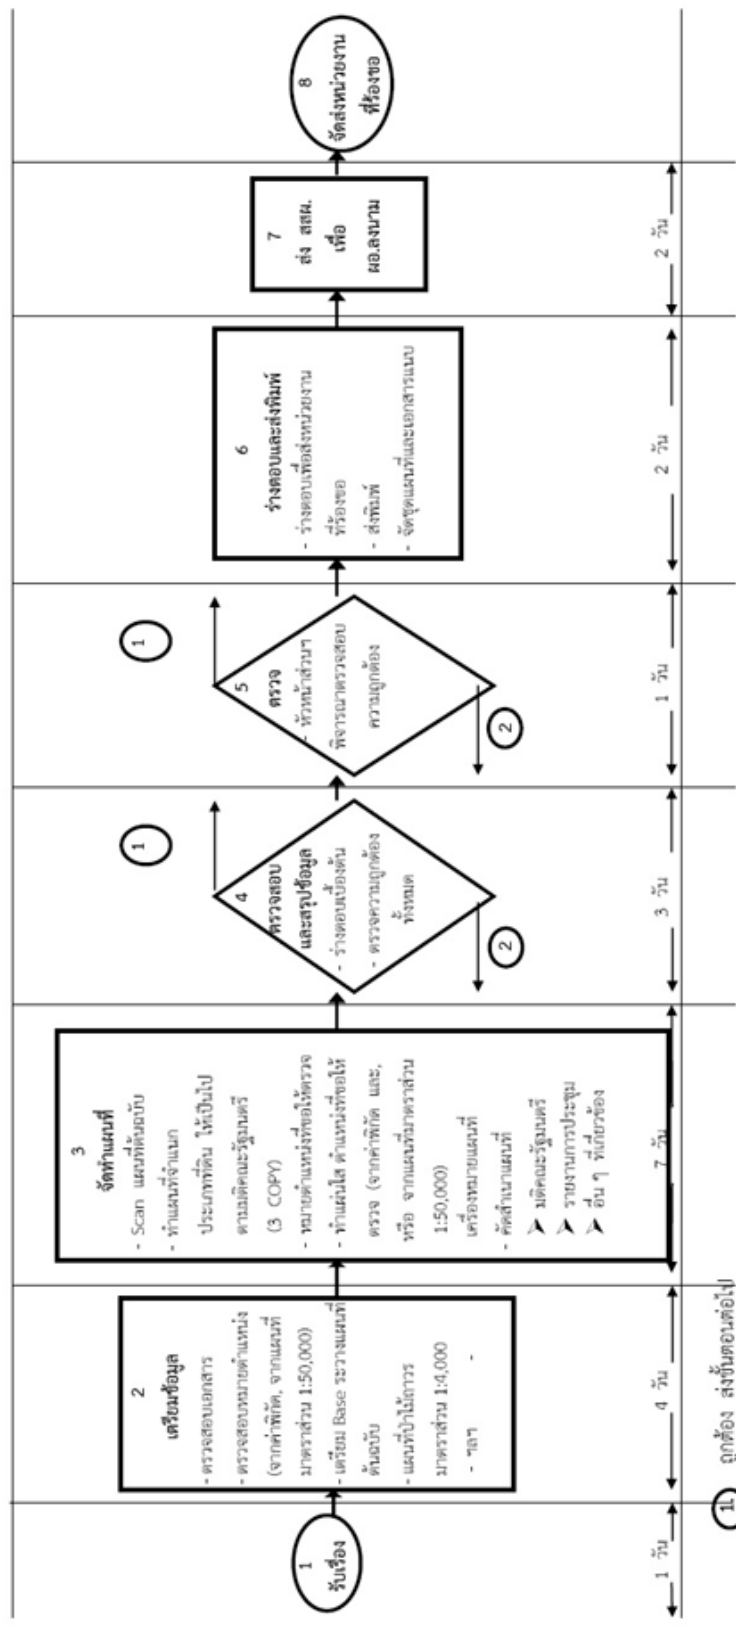 1
รับเรื่อง
2
เตรียมข้อมูล
- ตรวจสอบเอกสาร
- ตรวจสอบหมายตำแหน่ง
(จากค่าพิกัด, จากแผนที่
มาตราส่วน 1:50,000)
- เตรียม Base ระวางแผนที่
ต้นฉบับ
- แผนที่ป่าไม้ถาวร
มาตราส่วน 1:4,000
- ฯลฯ -
3
จัดทำแผนที่
- Scan แผนที่ต้นฉบับ
- ทำแผนที่จำแนก
ประเภทที่ดิน ให้เป็นไป
ตามมติคณะรัฐมนตรี
(3 COPY)
- หมายตำแหน่งที่ขอให้ตรวจ
- ทำแผ่นใส ตำแหน่งที่ขอให้
ตรวจ (จากค่าพิกัด และ,
หรือ จากแผนที่มาตราส่วน
1:50,000)
เครื่องหมายแผนที่
- คัดสำเนาแผนที่
➤ มติคณะรัฐมนตรี
➤ รายงานการประชุม
➤ อื่น ๆ ที่เกี่ยวข้อง
4
ตรวจสอบ
และสรุปข้อมูล
- ร่างตอบเบื้องต้น
- ตรวจความถูกต้อง
ทั้งหมด
1
2
5
ตรวจ
- หัวหน้าส่วนฯ
พิจารณาตรวจสอบ
ความถูกต้อง
1
2
6
ร่างตอบและส่งพิมพ์
- ร่างตอบเพื่อส่งหน่วยงาน
ที่ร้องขอ
- ส่งพิมพ์
- จัดชุดแผนที่และเอกสารแนบ
7
ส่ง สสผ.
เพื่อ
ผอ.ลงนาม
8
จัดส่งหน่วยงาน
ที่ร้องขอ
1 วัน
4 วัน
7 วัน
3 วัน
1 วัน
2 วัน
2 วัน
1. ถูกต้อง ส่งขั้นตอนต่อไป